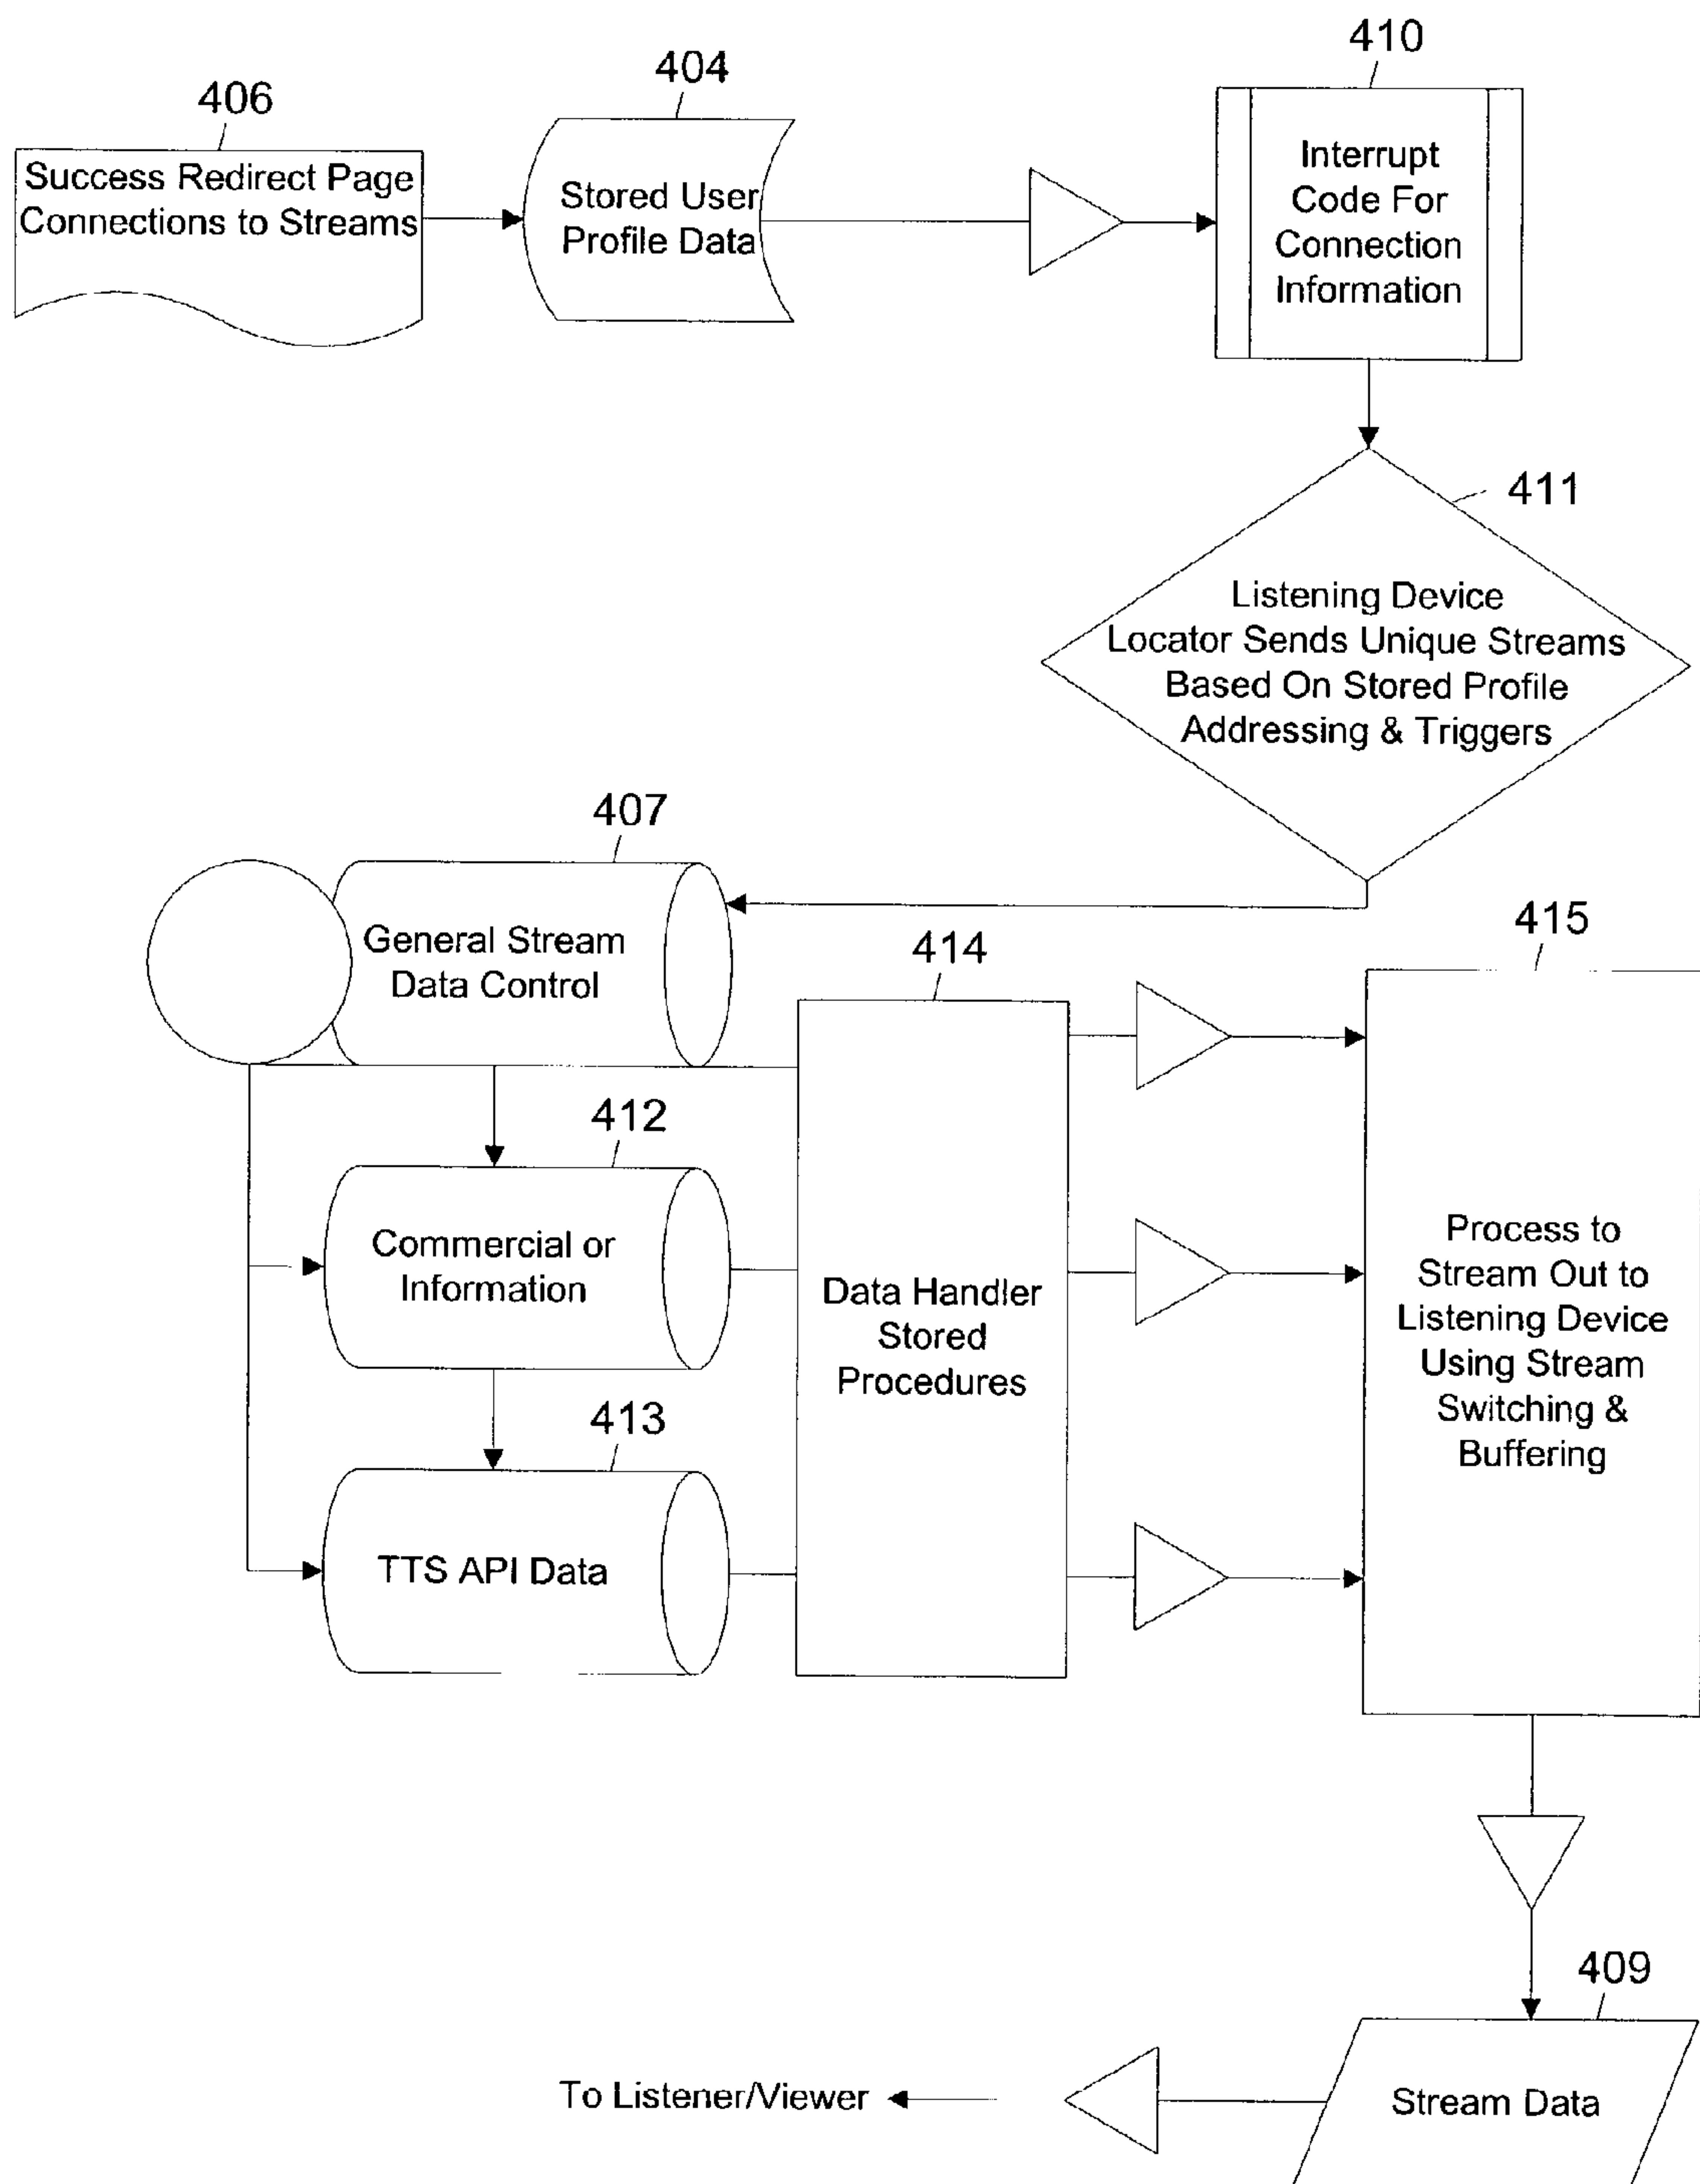 406
Success Redirect Page
Connections to Streams
404
Stored User
Profile Data
410
Interrupt
Code For
Connection
Information
411
Listening Device
Locator Sends Unique Streams
Based On Stored Profile
Addressing & Triggers
407
General Stream
Data Control
412
Commercial or
Information
413
TTS API Data
414
Data Handler
Stored
Procedures
415
Process to
Stream Out to
Listening Device
Using Stream
Switching &
Buffering
409
Stream Data
To Listener/Viewer